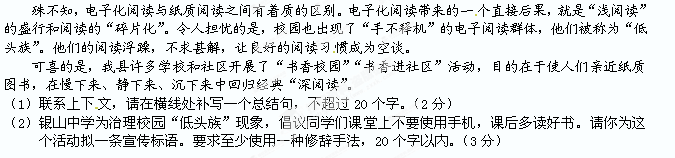 殊不知，电子化阅读与纸质阅读之间有着质的区别。电子化阅读带来的一个直接后果，就是“浅阅读”
的盛行和阅读的“碎片化”。令人担忧的是，校园也出现了“手不释机”的电子阅读群体，他们被称为“低
头族”。他们的阅读浮躁，不求甚解，让良好的阅读习惯成为空谈。
可喜的是，我县许多学校和社区开展了“书香校园”“书香进社区”活动，目的在于使人们亲近纸质
图书，在慢下来、静下来、沉下来中回归经典“深阅读”。
（1）联系上下文，请在横线处补写一个总结句，不超过 20 个字。（2 分）
（2）银山中学为治理校园“低头族”现象，倡议同学们课堂上不要使用手机，课后多读好书。请你为这
个活动拟一条宣传标语。要求至少使用一种修辞手法，20 个字以内。（3 分）